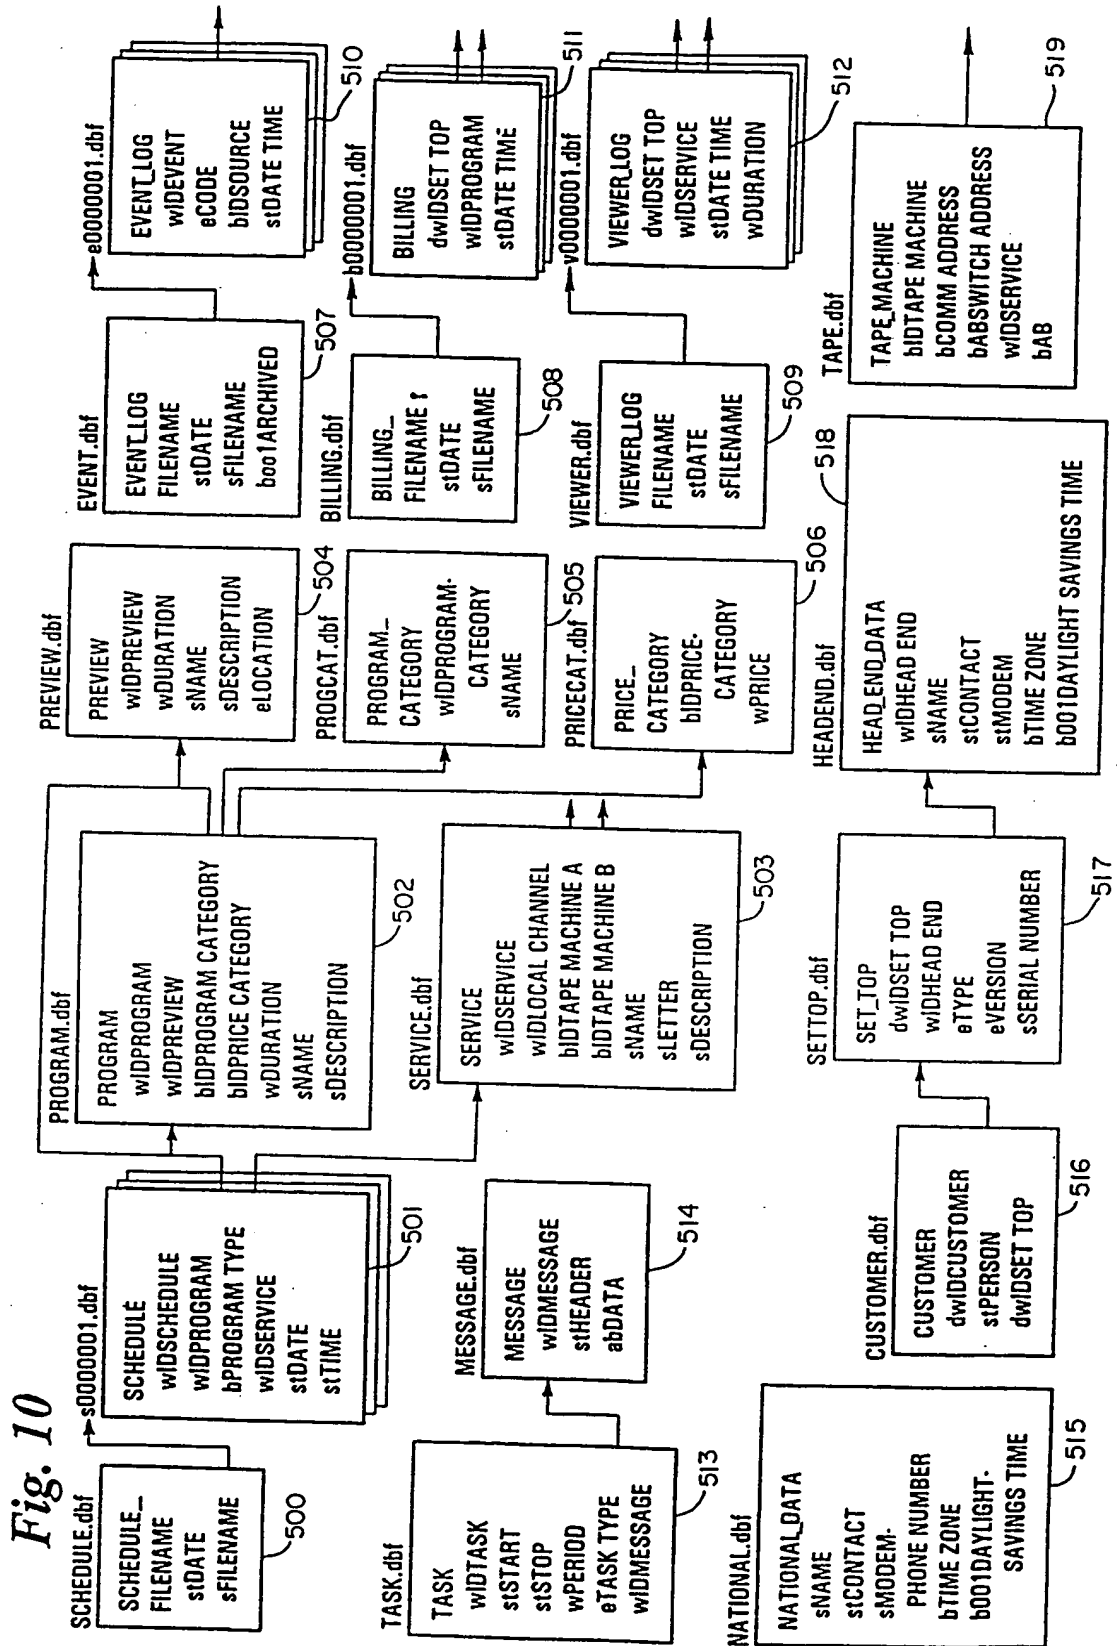 Fig. 10
SCHEDULE.dbf
SCHEDULE_
FILENAME
stDATE
sFILENAME
500
s0000001.dbf
SCHEDULE
wIDSCHEDULE
wIDPROGRAM
bPROGRAM TYPE
wIDSERVICE
stDATE
stTIME
501
PROGRAM.dbf
PROGRAM
wIDPROGRAM
wIDPREVIEW
bIDPROGRAM CATEGORY
bIDPRICE CATEGORY
wDURATION
sNAME
sDESCRIPTION
502
SERVICE.dbf
SERVICE
wIDSERVICE
wIDLOCAL CHANNEL
bIDTAPE MACHINE A
bIDTAPE MACHINE B
sNAME
sLETTER
sDESCRIPTION
503
PREVIEW.dbf
PREVIEW
wIDPREVIEW
wDURATION
sNAME
sDESCRIPTION
eLOCATION
504
PROGCAT.dbf
PROGRAM_
CATEGORY
wIDPROGRAM-
CATEGORY
sNAME
505
PRICECAT.dbf
PRICE_
CATEGORY
bIDPRICE-
CATEGORY
wPRICE
506
EVENT.dbf
EVENT_LOG
FILENAME
stDATE
sFILENAME
boo1ARCHIVED
507
e0000001.dbf
EVENT_LOG
wIDEVENT
eCODE
bIDSOURCE
stDATE TIME
510
BILLING.dbf
BILLING_
FILENAME
stDATE
sFILENAME
508
b0000001.dbf
BILLING
dwIDSET TOP
wIDPROGRAM
stDATE TIME
511
VIEWER.dbf
VIEWER_LOG
FILENAME
stDATE
sFILENAME
509
v0000001.dbf
VIEWER_LOG
dwIDSET TOP
wIDSERVICE
stDATE TIME
wDURATION
512
TASK.dbf
TASK
wIDTASK
stSTART
stSTOP
wPERIOD
eTASK TYPE
wIDMESSAGE
513
MESSAGE.dbf
MESSAGE
wIDMESSAGE
stHEADER
abDATA
514
NATIONAL.dbf
NATIONAL_DATA
sNAME
stCONTACT
sMODEM-
PHONE NUMBER
bTIME ZONE
b001DAYLIGHT-
SAVINGS TIME
515
CUSTOMER.dbf
CUSTOMER
dwIDCUSTOMER
stPERSON
dwIDSET TOP
516
SETTOP.dbf
SET_TOP
dwIDSET TOP
wIDHEAD END
eTYPE
eVERSION
sSERIAL NUMBER
517
HEADEND.dbf
HEAD_END_DATA
wIDHEAD END
sNAME
stCONTACT
stMODEM
bTIME ZONE
b001DAYLIGHT SAVINGS TIME
518
TAPE.dbf
TAPE_MACHINE
bIDTAPE MACHINE
bCOMM ADDRESS
bABSWITCH ADDRESS
wIDSERVICE
bAB
519